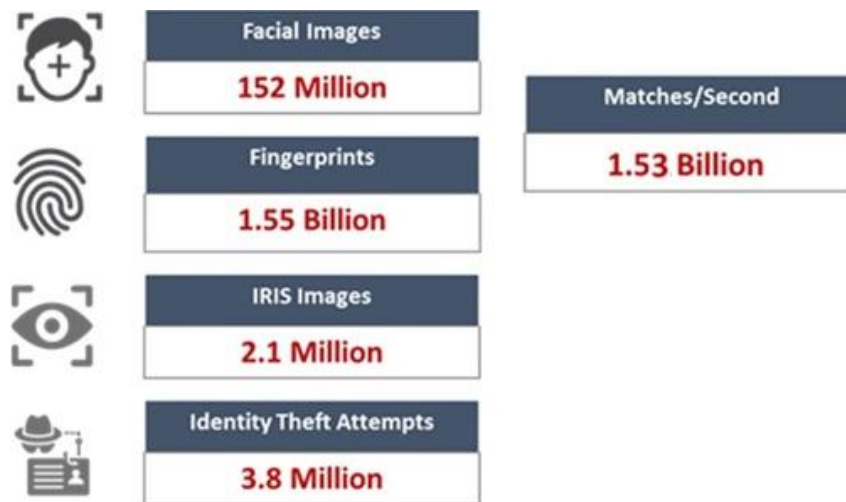 Facial Images
152 Million
Matches/Second
1.53 Billion
Fingerprints
1.55 Billion
IRIS Images
2.1 Million
Identity Theft Attempts
3.8 Million